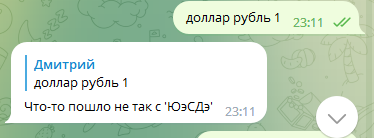 доллар рубль 1
23:11
Дмитрий
доллар рубль 1
Что-то пошло не так с 'ЮэСДэ'
23:11